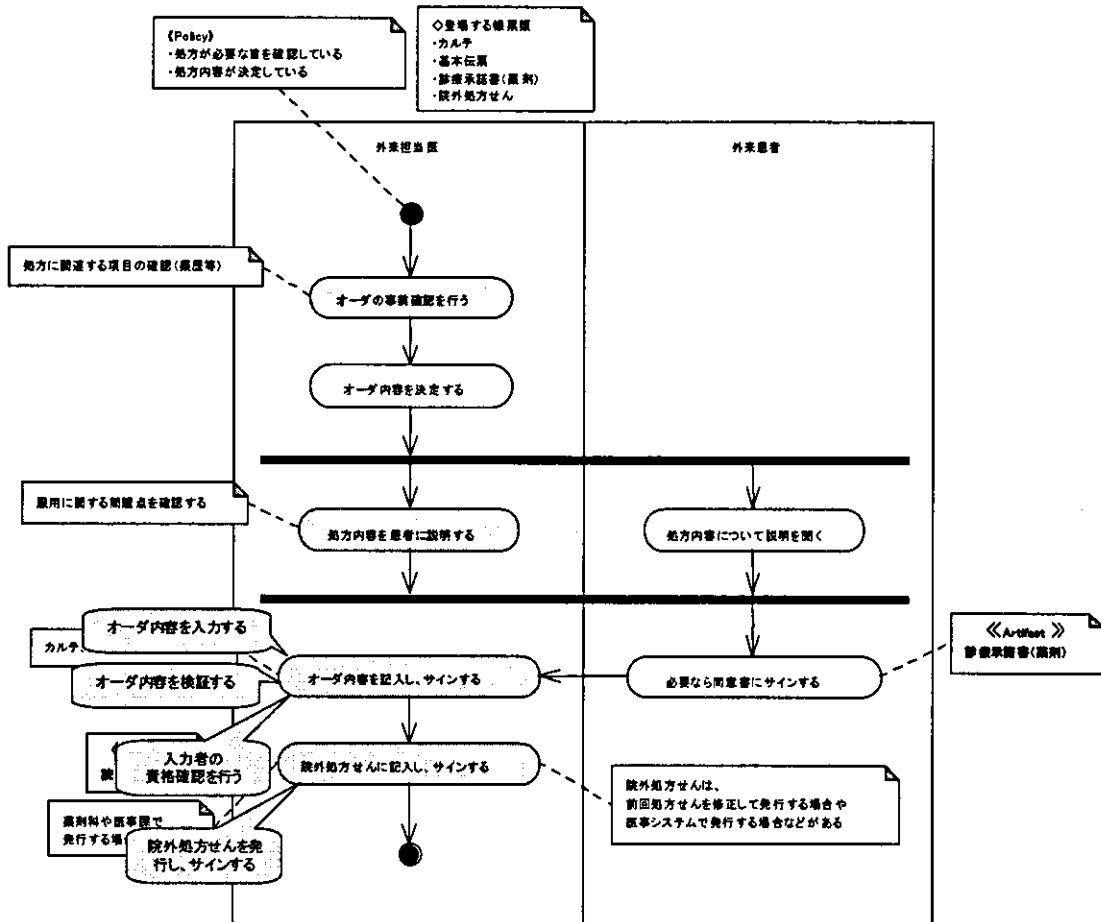 《Policy》
・処方が必要な旨を確認している
・処方内容が決定している
◇登場する帳票類
・カルテ
・基本伝票
・診療承諾書(薬剤)
・院外処方せん
外来担当医
外来患者
処方に関連する項目の確認(薬歴等)
オーダの事前確認を行う
オーダ内容を決定する
服用に関する問題点を確認する
処方内容を患者に説明する
処方内容について説明を聞く
オーダ内容を入力する
カルテ
《Artifact》
診療承諾書(薬剤)
オーダ内容を検証する
オーダ内容を記入し、サインする
必要なら同意書にサインする
入力者の
資格確認を行う
院外処方せんに記入し、サインする
院外処方せんは、
前回処方せんを修正して発行する場合や
医事システムで発行する場合などがある
薬剤科や医事課で
発行する場
院外処方せんを発
行し、サインする